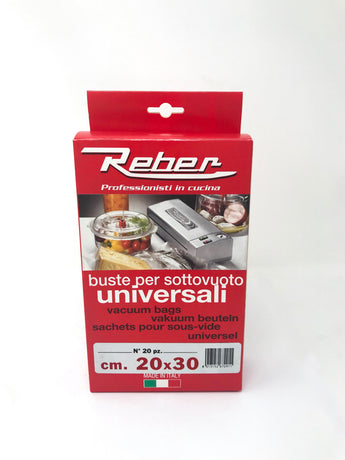 Reber
Professionisti in cucina
buste per sottovuoto
universali
vacuum bags
vakuum beuteln
sachets pour sous-vide
universel
N° 20 pz.
cm. 20x30
MADE IN ITALY